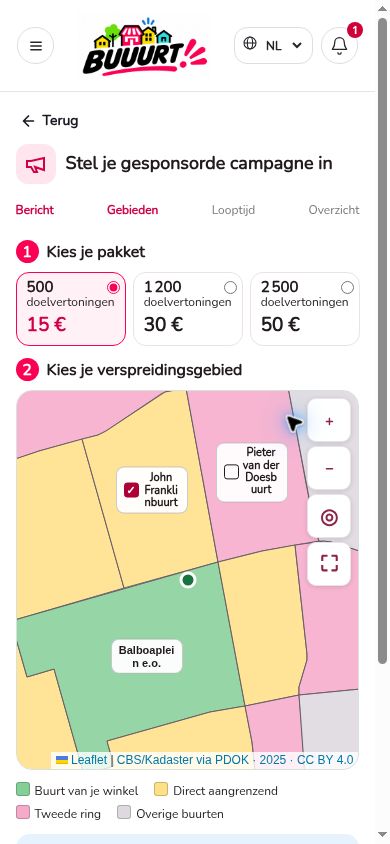 BUUURT!
NL
1
Terug
Stel je gesponsorde campagne in
Bericht Gebieden Looptijd Overzicht
1 Kies je pakket
500 1 200 2 500
doelvertoningen doelvertoningen doelvertoningen
15 € 30 € 50 €
2 Kies je verspreidingsgebied
John
Frankli
nbuurt
Pieter
van der
Doesb
uurt
+
−
Balboaplei
n e.o.
Leaflet | CBS/Kadaster via PDOK · 2025 · CC BY 4.0
Buurt van je winkel Direct aangrenzend
Tweede ring Overige buurten